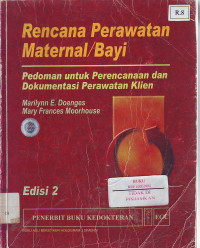 R.8
Rencana Perawatan
Maternal/Bayi
Pedoman untuk Perencanaan dan
Dokumentasi Perawatan Klien
Marilynn E. Doenges
Mary Frances Moorhouse
BUKU
Edisi 2
PENERBIT BUKU KEDOKTERAN
EGC